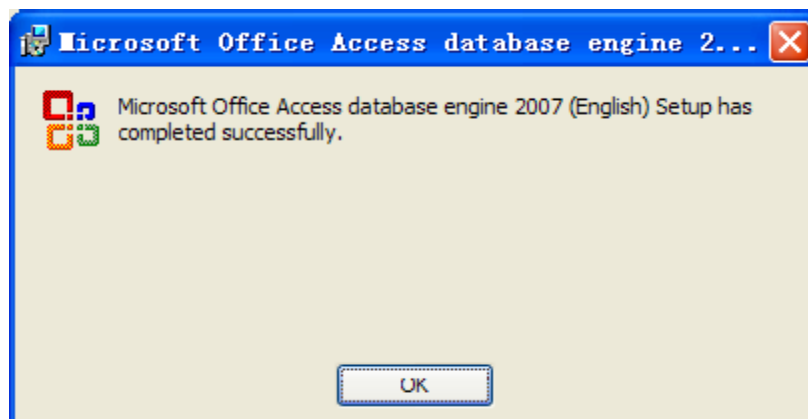 Microsoft Office Access database engine 2...
Microsoft Office Access database engine 2007 (English) Setup has
completed successfully.
OK